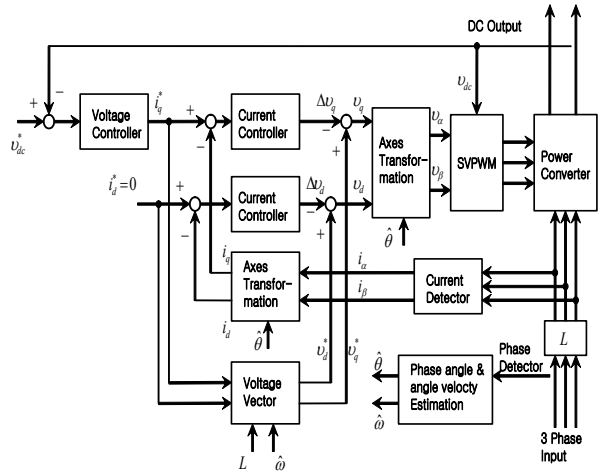 DC Output
−
+
υ*dc
Voltage
Controller
i*q
+
−
Current
Controller
Δυq
−
+
υq
υdc
Axes
Transfor-
mation
θ̂
υα
υβ
SVPWM
Power
Converter
i*d=0
+
−
Current
Controller
Δυd
−
+
υd
iq
id
Axes
Transfor-
mation
θ̂
iα
iβ
Current
Detector
υ*d
υ*q
Voltage
Vector
L
ω̂
θ̂
ω̂
Phase angle &
angle velocty
Estimation
Phase
Detector
L
3 Phase
Input